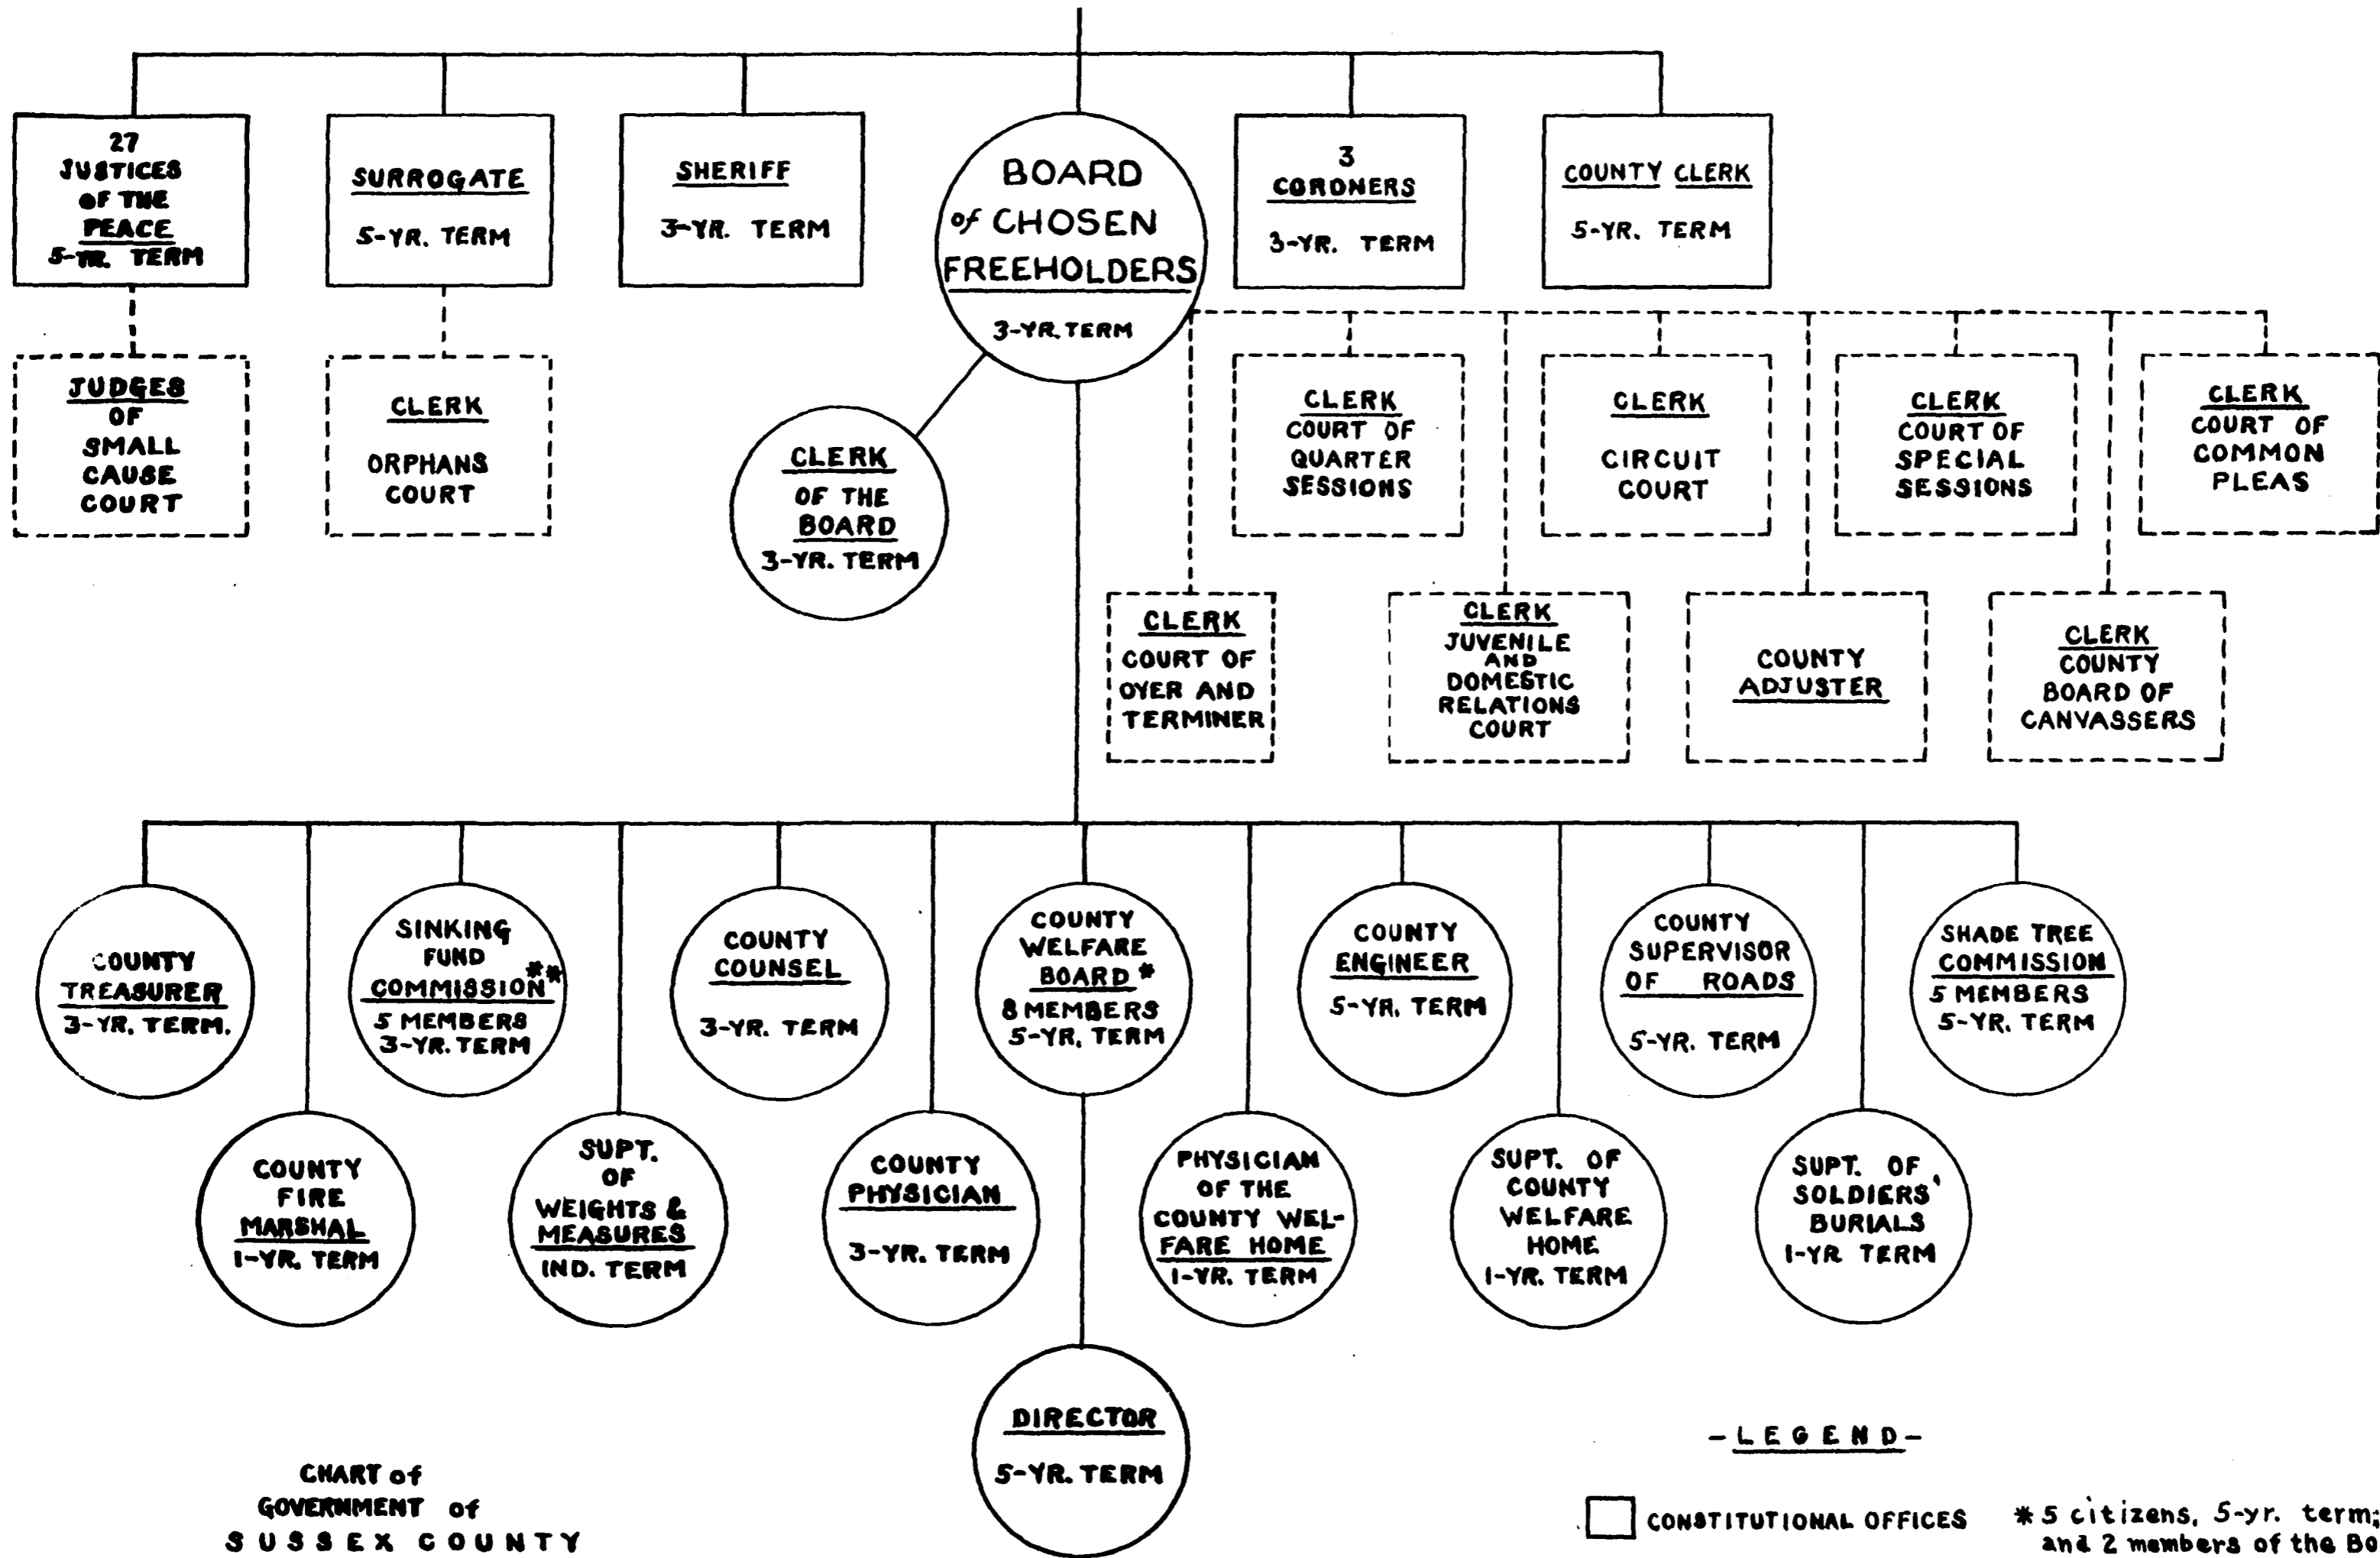 27
JUSTICES
OF THE
PEACE
5-YR. TERM
SURROGATE
5-YR. TERM
SHERIFF
3-YR. TERM
BOARD
of CHOSEN
FREEHOLDERS
3-YR. TERM
3
CORONERS
3-YR. TERM
COUNTY CLERK
5-YR. TERM
JUDGES
OF
SMALL
CAUSE
COURT
CLERK
ORPHANS
COURT
CLERK
OF THE
BOARD
3-YR. TERM
CLERK
COURT OF
QUARTER
SESSIONS
CLERK
CIRCUIT
COURT
CLERK
COURT OF
SPECIAL
SESSIONS
CLERK
COURT OF
COMMON
PLEAS
CLERK
COURT OF
OYER AND
TERMINER
CLERK
JUVENILE
AND
DOMESTIC
RELATIONS
COURT
COUNTY
ADJUSTER
CLERK
COUNTY
BOARD OF
CANVASSERS
COUNTY
TREASURER
3-YR. TERM.
SINKING
FUND
COMMISSION**
5 MEMBERS
3-YR. TERM
COUNTY
COUNSEL
3-YR. TERM
COUNTY
WELFARE
BOARD *
8 MEMBERS
5-YR. TERM
COUNTY
ENGINEER
5-YR. TERM
COUNTY
SUPERVISOR
OF ROADS
5-YR. TERM
SHADE TREE
COMMISSION
5 MEMBERS
5-YR. TERM
COUNTY
FIRE
MARSHAL
1-YR. TERM
SUPT.
OF
WEIGHTS &
MEASURES
IND. TERM
COUNTY
PHYSICIAN
3-YR. TERM
PHYSICIAN
OF THE
COUNTY WEL-
FARE HOME
1-YR. TERM
SUPT. OF
COUNTY
WELFARE
HOME
1-YR. TERM
SUPT. OF
SOLDIERS'
BURIALS
1-YR TERM
DIRECTOR
5-YR. TERM
CHART of
GOVERNMENT of
SUSSEX COUNTY
- LEGEND -
CONSTITUTIONAL OFFICES
* 5 citizens, 5-yr. term;
and 2 members of the Bo